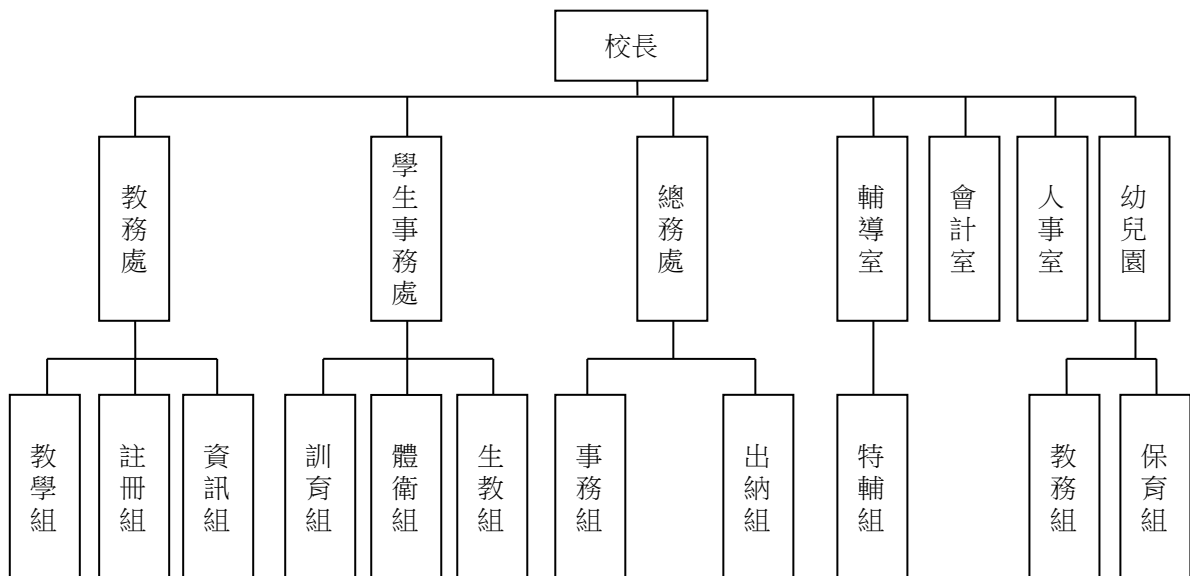 校長
教務處
學生事務處
總務處
輔導室
會計室
人事室
幼兒園
教學組
註冊組
資訊組
訓育組
體衛組
生教組
事務組
出納組
特輔組
教務組
保育組